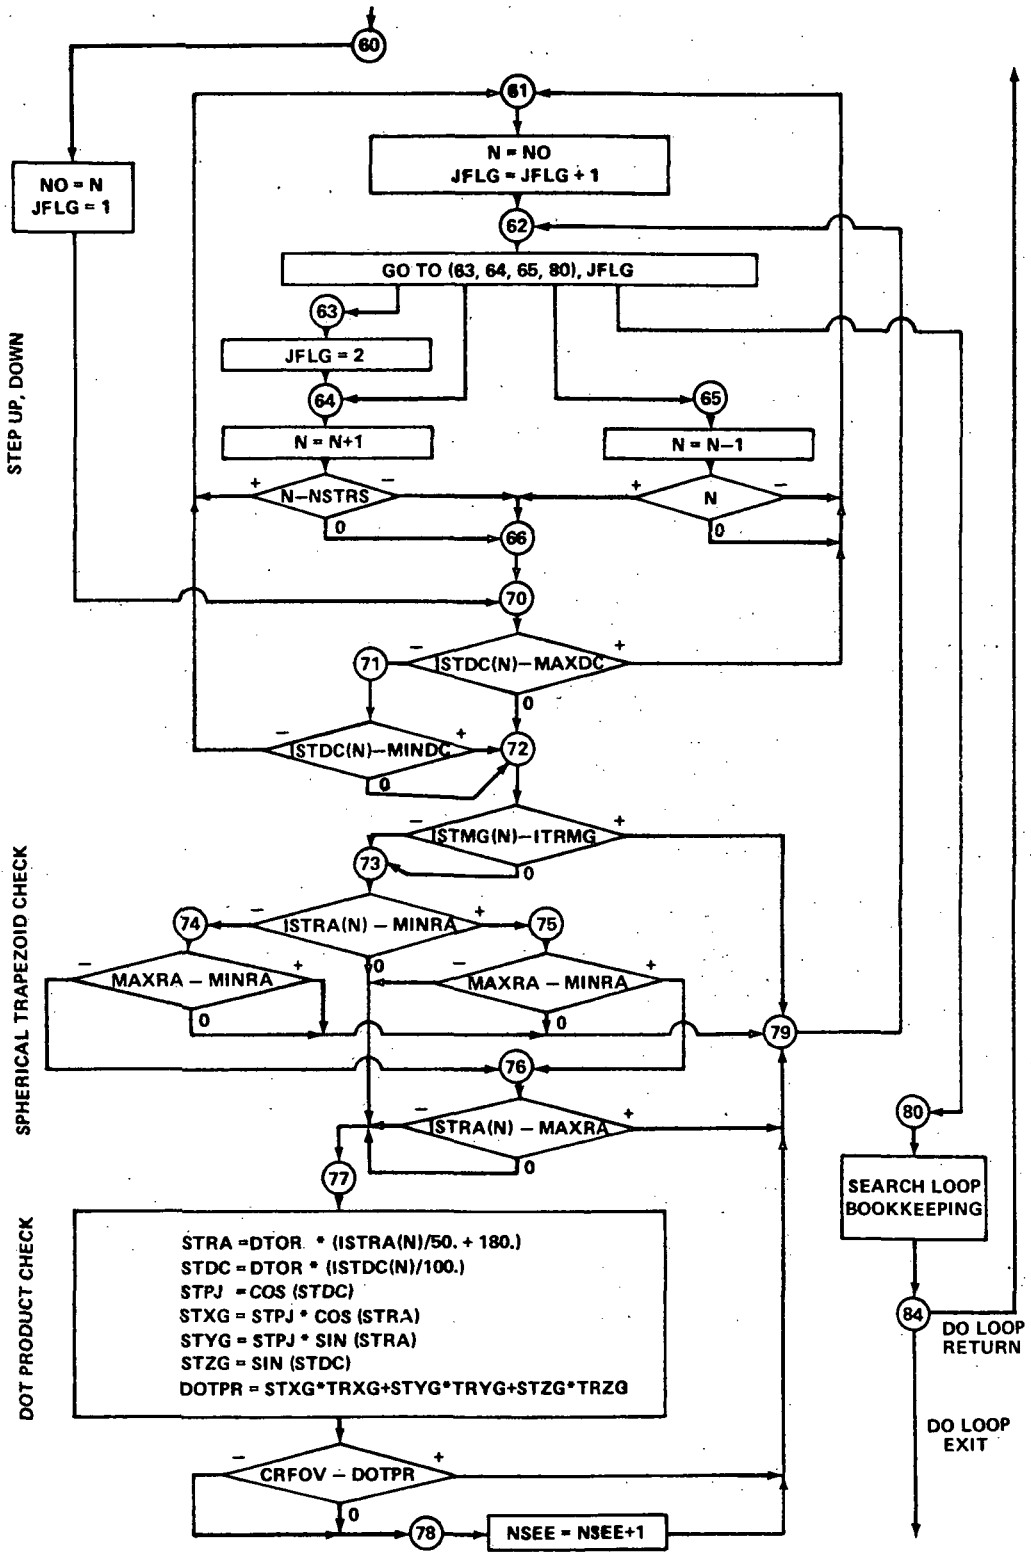 60
61
N = NO
JFLG = JFLG + 1
NO = N
JFLG = 1
62
GO TO (63, 64, 65, 80), JFLG
63
JFLG = 2
STEP UP, DOWN
64
65
N = N+1
N = N–1
+
N–NSTRS
–
0
+
N
–
0
66
70
71
–
ISTDC(N)–MAXDC
+
0
–
ISTDC(N)–MINDC
+
0
72
–
ISTMG(N)–ITRMG
+
0
73
SPHERICAL TRAPEZOID CHECK
74
–
ISTRA(N) – MINRA
+
0
75
–
MAXRA – MINRA
+
0
–
MAXRA – MINRA
+
0
79
76
–
ISTRA(N) – MAXRA
+
0
80
77
SEARCH LOOP
BOOKKEEPING
DOT PRODUCT CHECK
STRA =DTOR * (ISTRA(N)/50. + 180.)
STDC = DTOR * (ISTDC(N)/100.)
STPJ = COS (STDC)
STXG = STPJ * COS (STRA)
STYG = STPJ * SIN (STRA)
STZG = SIN (STDC)
DOTPR = STXG*TRXG+STYG*TRYG+STZG*TRZG
84
DO LOOP
RETURN
DO LOOP
EXIT
–
CRFOV – DOTPR
+
0
78
NSEE = NSEE+1